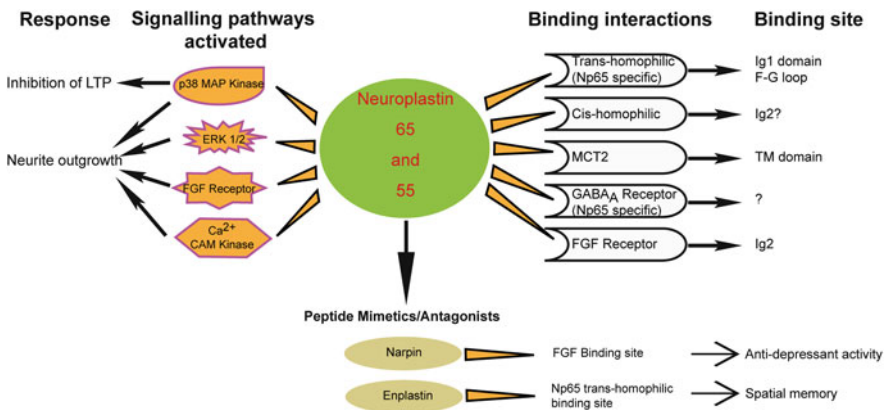 Response
Signalling pathways
activated
Binding interactions
Binding site
Inhibition of LTP
Neurite outgrowth
p38 MAP Kinase
ERK 1/2
FGF Receptor
Ca2+
CAM Kinase
Neuroplastin
65
and
55
Trans-homophilic
(Np65 specific)
Ig1 domain
F-G loop
Cis-homophilic
Ig2?
MCT2
TM domain
GABAA Receptor
(Np65 specific)
?
FGF Receptor
Ig2
Peptide Mimetics/Antagonists
Narpin
FGF Binding site
Anti-depressant activity
Enplastin
Np65 trans-homophilic
binding site
Spatial memory